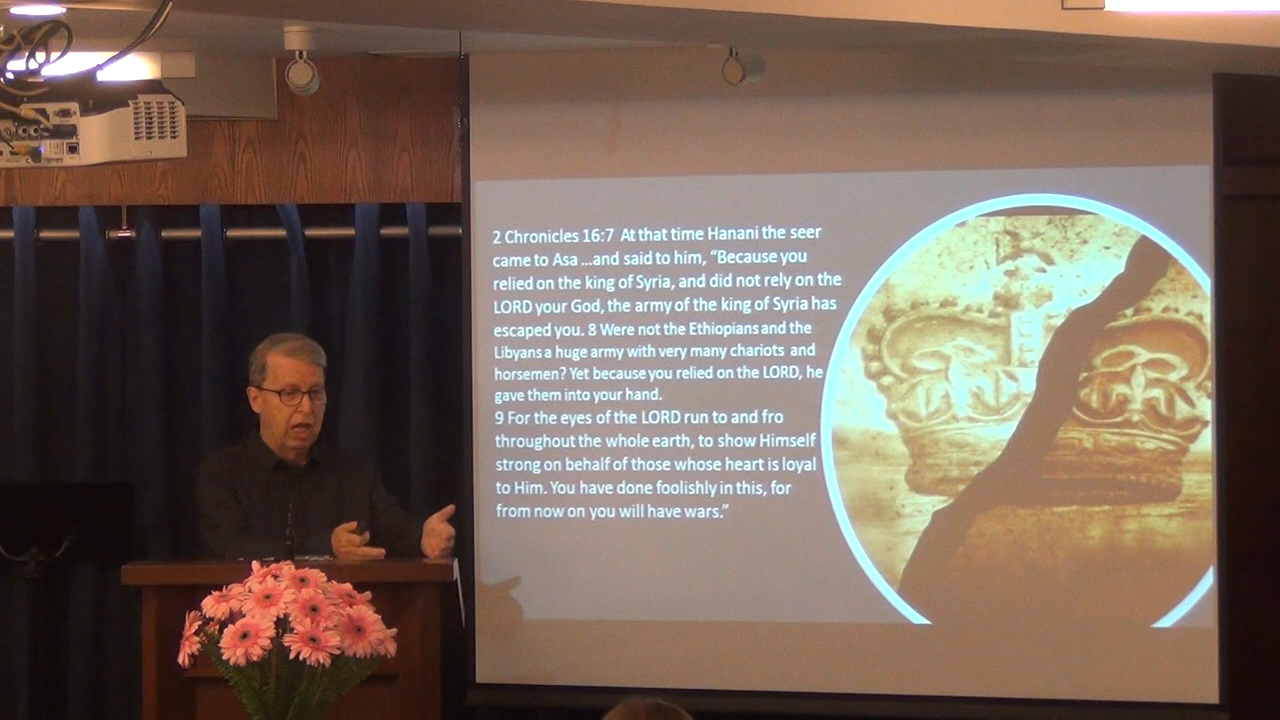 2 Chronicles 16:7 At that time Hanani the seer
came to Asa ...and said to him, “Because you
relied on the king of Syria, and did not rely on the
LORD your God, the army of the king of Syria has
escaped you. 8 Were not the Ethiopians and the
Libyans a huge army with very many chariots and
horsemen? Yet because you relied on the LORD, he
gave them into your hand.
9 For the eyes of the LORD run to and fro
throughout the whole earth, to show Himself
strong on behalf of those whose heart is loyal
to Him. You have done foolishly in this, for
from now on you will have wars.”